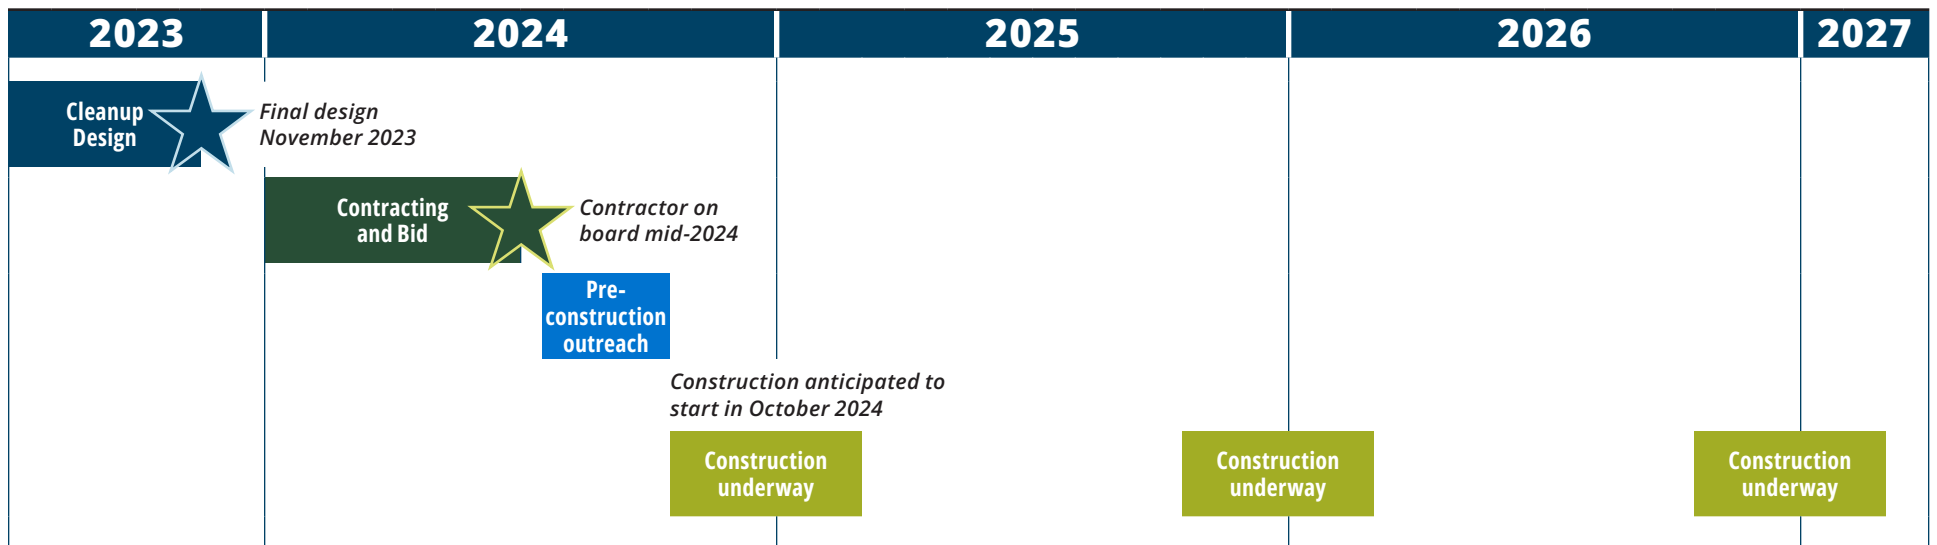 2023 2024 2025 2026 2027
Cleanup
Design
Final design
November 2023
Contracting
and Bid
Contractor on
board mid-2024
Pre-
construction
outreach
Construction anticipated to
start in October 2024
Construction
underway
Construction
underway
Construction
underway